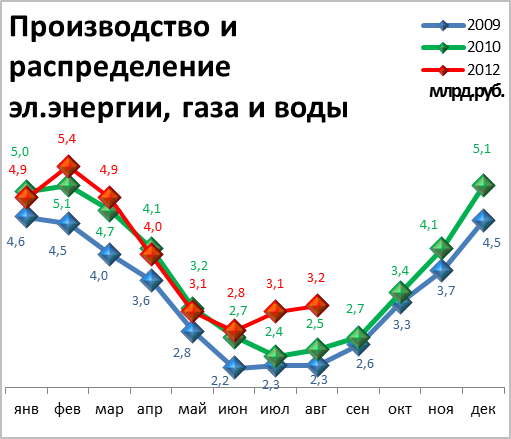 Производство и
распределение
эл.энергии, газа и воды
2009
2010
2012
млрд.руб.
5,0 5,4 4,9 5,1
4,9 5,1 4,7 4,1 4,1
4,6 4,5 4,0 4,0 4,5
3,6 3,2 3,1 3,1 3,2 3,4 3,7
2,8 2,8 2,7 2,4 2,5 2,7 3,3
2,2 2,3 2,3 2,6
янв фев мар апр май июн июл авг сен окт ноя дек